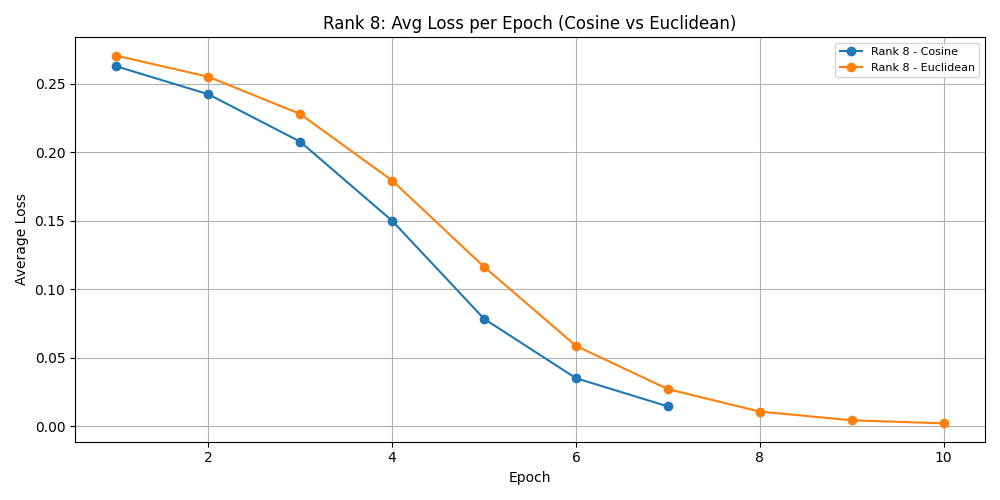 Rank 8: Avg Loss per Epoch (Cosine vs Euclidean)
Rank 8 - Cosine
Rank 8 - Euclidean
Average Loss
0.25
0.20
0.15
0.10
0.05
0.00
2 4 6 8 10
Epoch